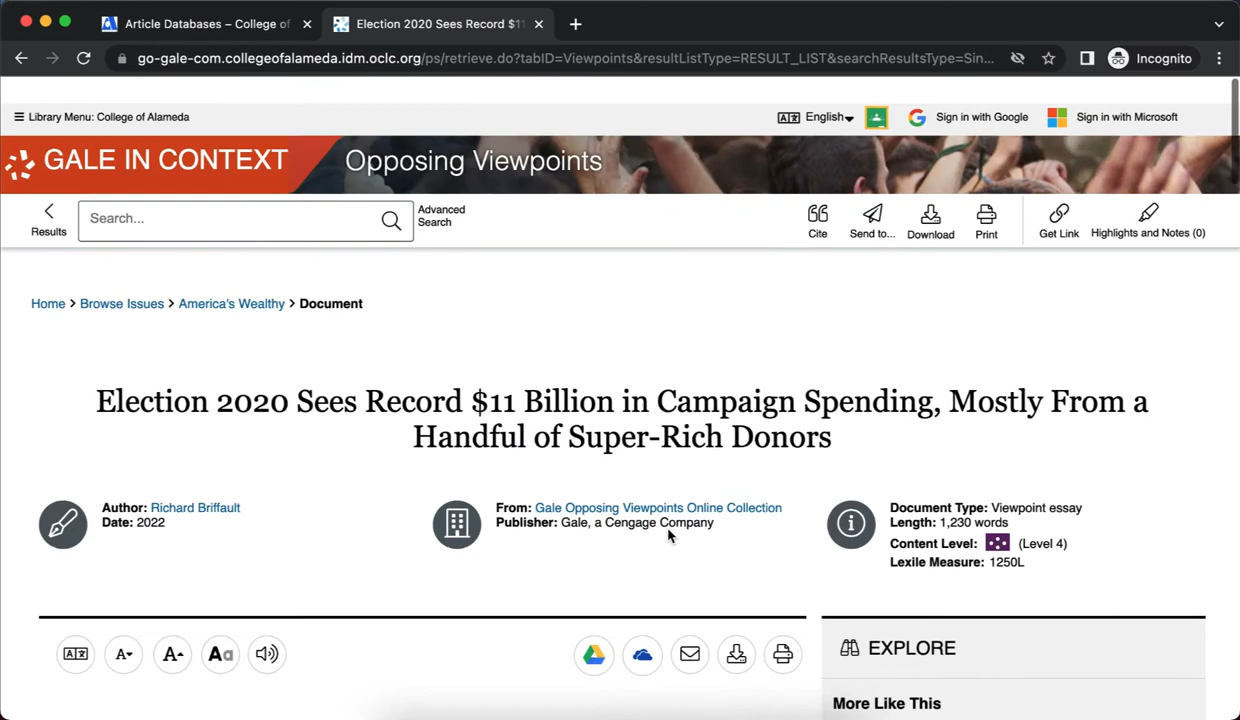 Article Databases – College of
Election 2020 Sees Record $11
go-gale-com.collegeofalameda.idm.oclc.org/ps/retrieve.do?tabID=Viewpoints&resultListType=RESULT_LIST&searchResultsType=Sin...
Incognito
Library Menu: College of Alameda
English
Sign in with Google
Sign in with Microsoft
GALE IN CONTEXT
Opposing Viewpoints
Results
Search...
Advanced
Search
Cite
Send to...
Download
Print
Get Link
Highlights and Notes (0)
Home > Browse Issues > America's Wealthy > Document
Election 2020 Sees Record $11 Billion in Campaign Spending, Mostly From a
Handful of Super-Rich Donors
Author: Richard Briffault
Date: 2022
From: Gale Opposing Viewpoints Online Collection
Publisher: Gale, a Cengage Company
Document Type: Viewpoint essay
Length: 1,230 words
Content Level: (Level 4)
Lexile Measure: 1250L
A
A
Aa
EXPLORE
More Like This